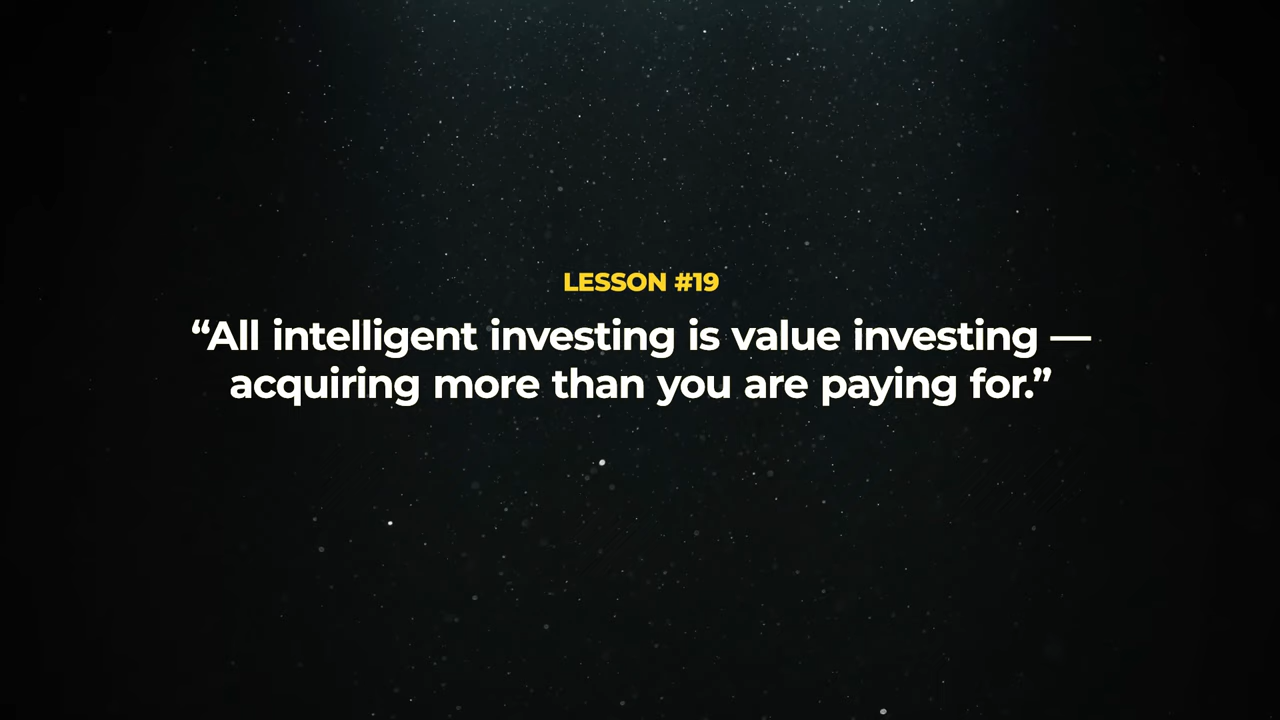 LESSON #19
“All intelligent investing is value investing —
acquiring more than you are paying for.”